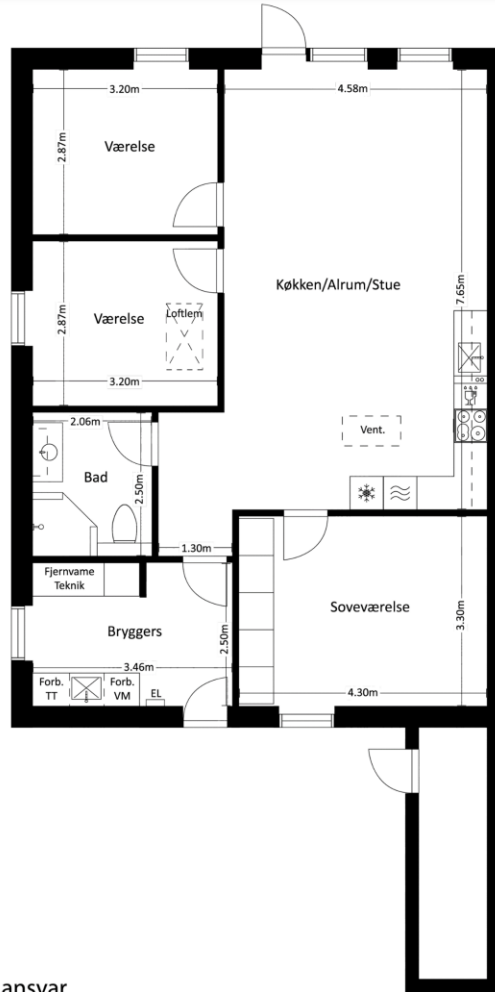 3.20m
4.58m
2.87m
Værelse
Køkken/Alrum/Stue
7.65m
2.87m
Værelse
Loftlem
3.20m
2.06m
Vent.
Bad
2.50m
1.30m
Fjernvame
Teknik
Soveværelse
3.30m
Bryggers
2.50m
3.46m
Forb.
TT
Forb.
VM
EL
4.30m
ansvar